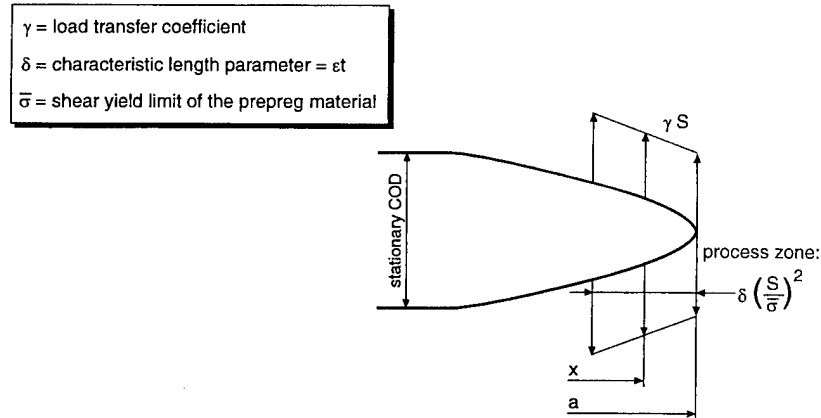 γ = load transfer coefficient
δ = characteristic length parameter = εt
σ̅ = shear yield limit of the prepreg material
γ S
stationary COD
process zone:
δ (S/σ̅)²
x
a